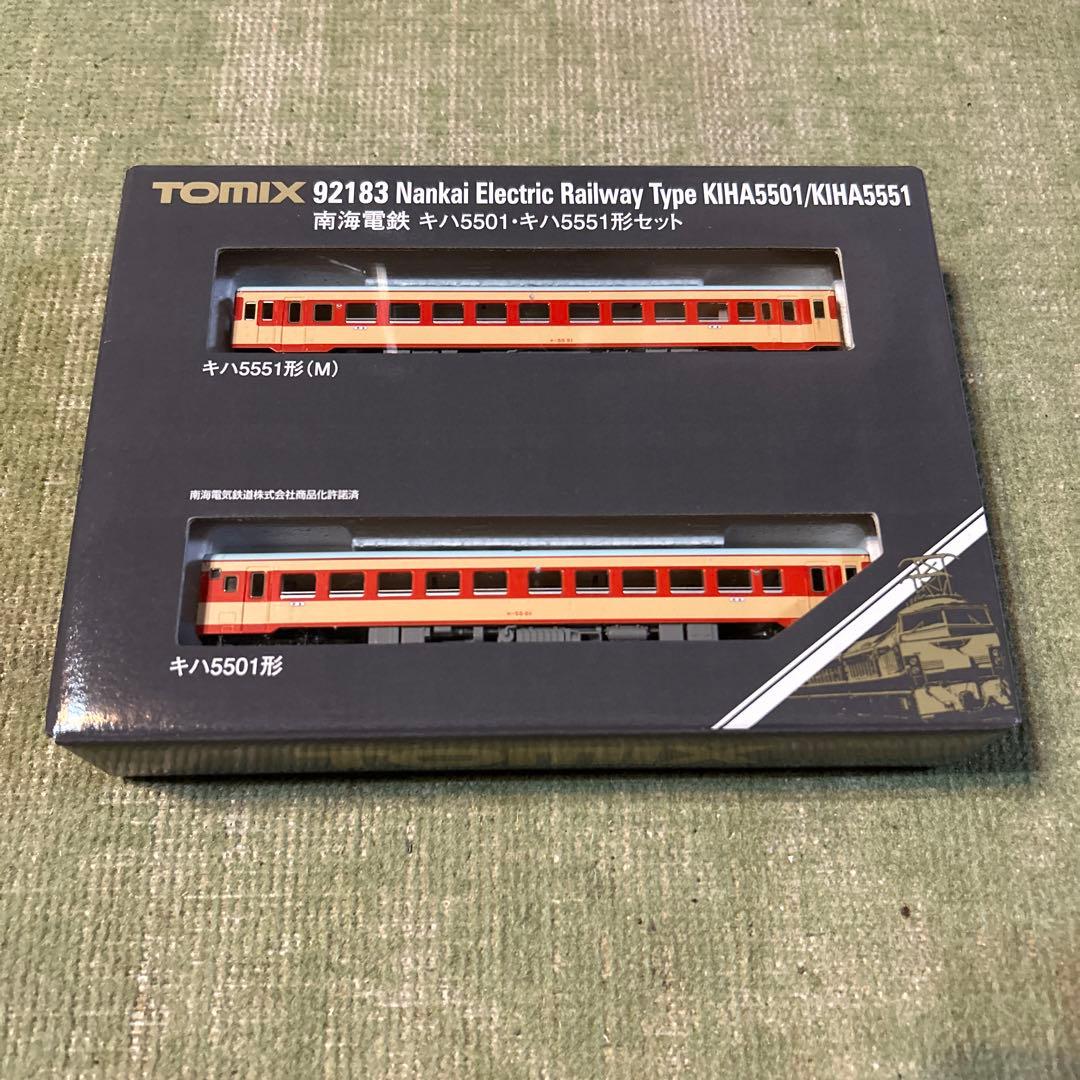 TOMIX 92183 Nankai Electric Railway Type KIHA5501/KIHA5551
南海電鉄 キハ5501・キハ5551形セット
キハ5551形(M)
南海電気鉄道株式会社商品化許諾済
キハ5501形